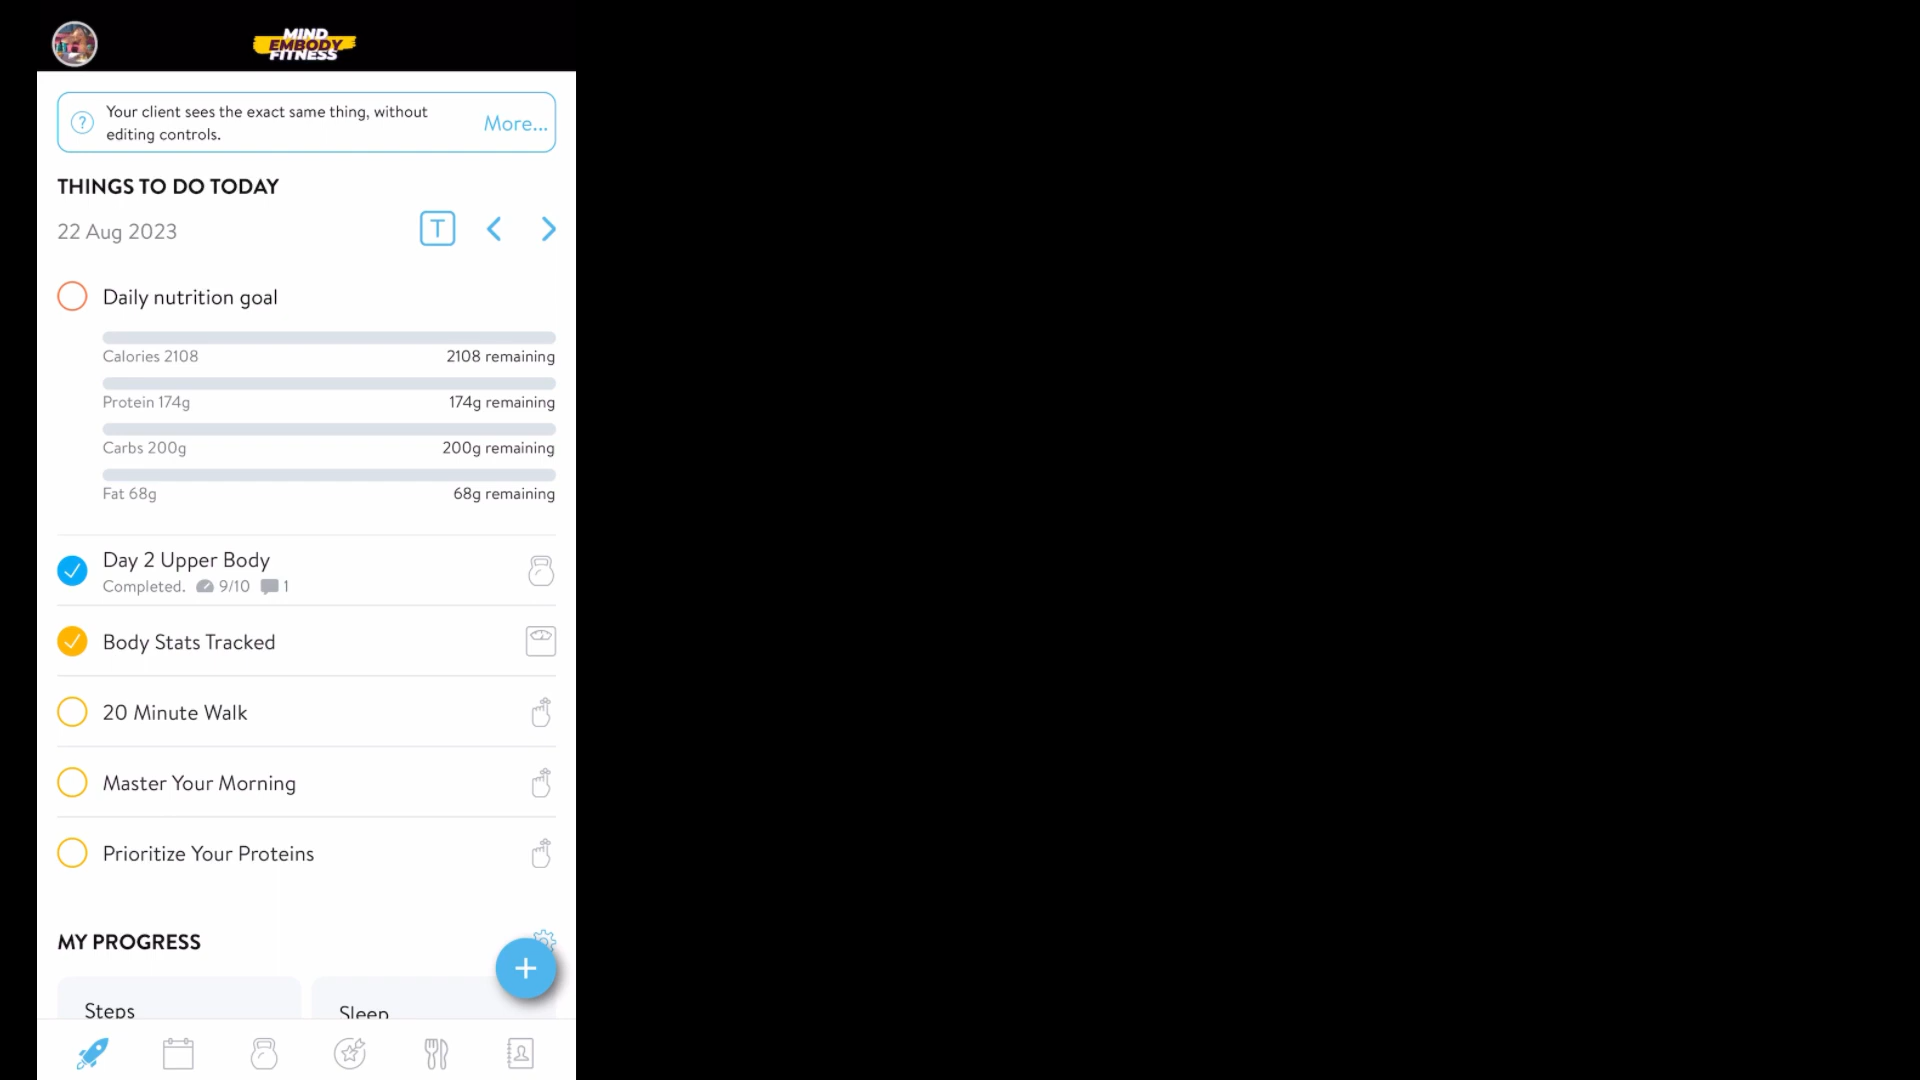 MIND
EMBODY
FITNESS
Your client sees the exact same thing, without
editing controls.
More...
THINGS TO DO TODAY
22 Aug 2023
T
Daily nutrition goal
Calories 2108
2108 remaining
Protein 174g
174g remaining
Carbs 200g
200g remaining
Fat 68g
68g remaining
Day 2 Upper Body
Completed. 9/10 1
Body Stats Tracked
20 Minute Walk
Master Your Morning
Prioritize Your Proteins
MY PROGRESS
Steps
Sleep